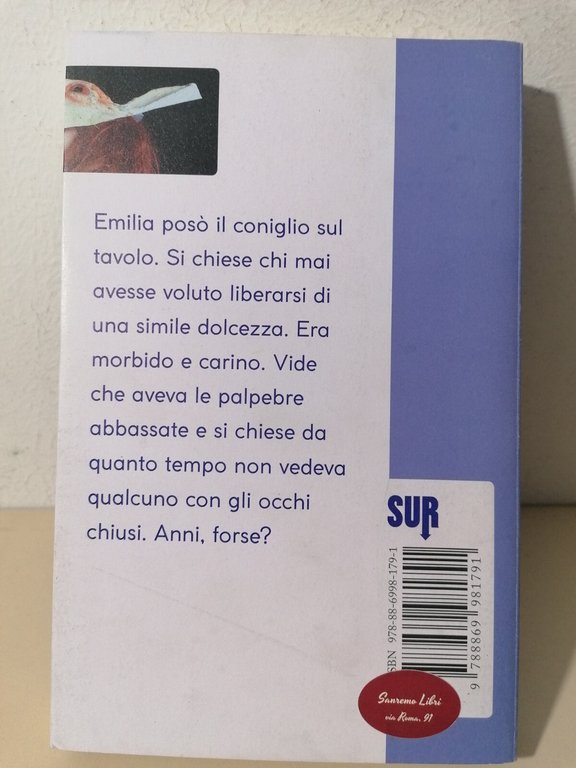 Emilia posò il coniglio sul
tavolo. Si chiese chi mai
avesse voluto liberarsi di
una simile dolcezza. Era
morbido e carino. Vide
che aveva le palpebre
abbassate e si chiese da
quanto tempo non vedeva
qualcuno con gli occhi
chiusi. Anni, forse?
SUR
ISBN 978-88-6998-179-1
9 788869 981791
Sanremo Libri
via Roma, 91